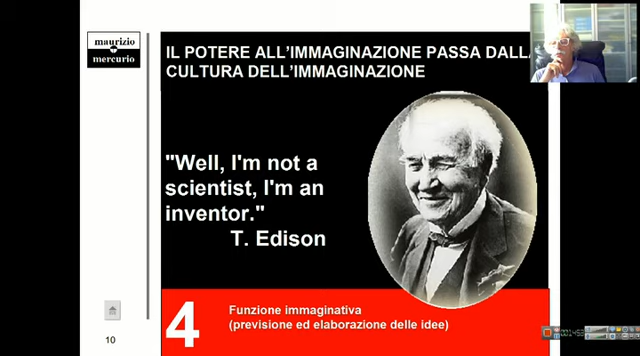 maurizio
mercurio
IL POTERE ALL'IMMAGINAZIONE PASSA DALLA
CULTURA DELL'IMMAGINAZIONE
"Well, I'm not a
scientist, I'm an
inventor."
T. Edison
4
Funzione immaginativa
(previsione ed elaborazione delle idee)
10